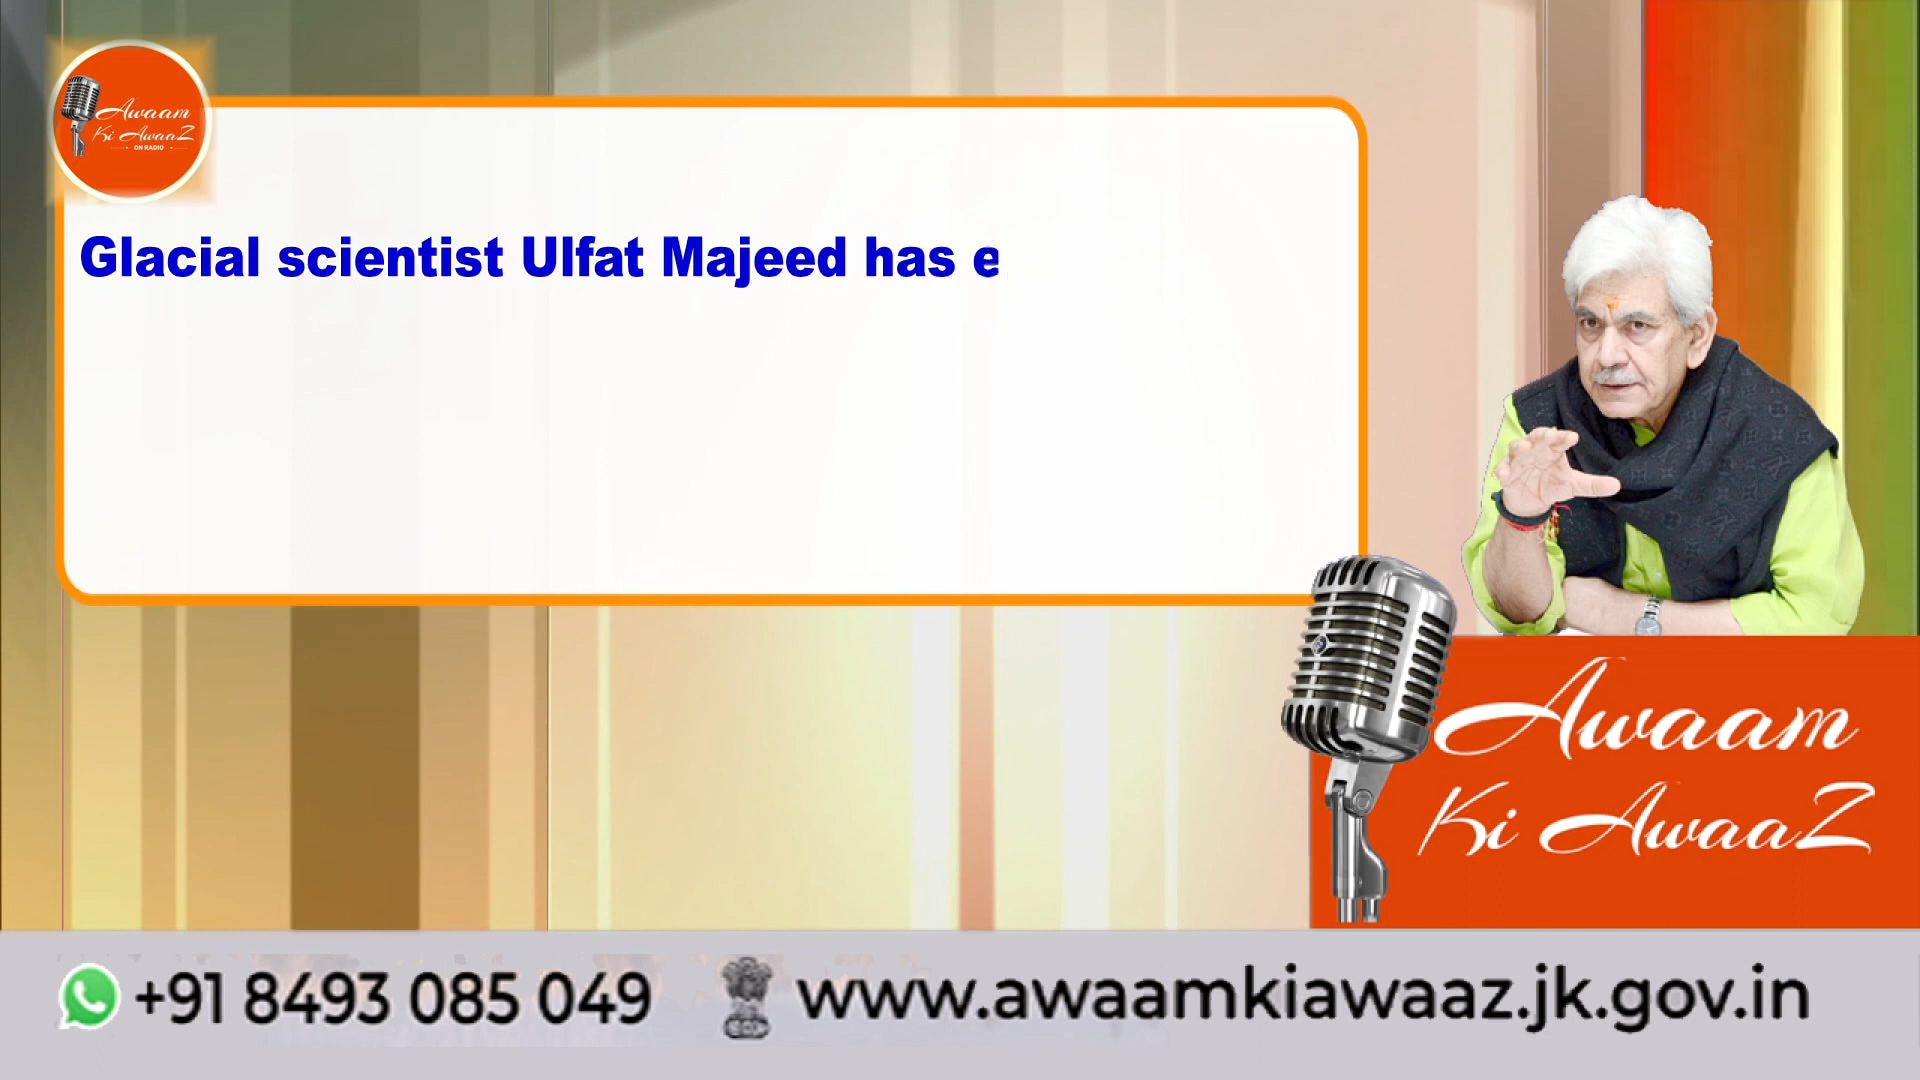 Awaam
Ki AwaaZ
ON RADIO
Glacial scientist Ulfat Majeed has e
Awaam
Ki AwaaZ
+91 8493 085 049
www.awaamkiawaaz.jk.gov.in